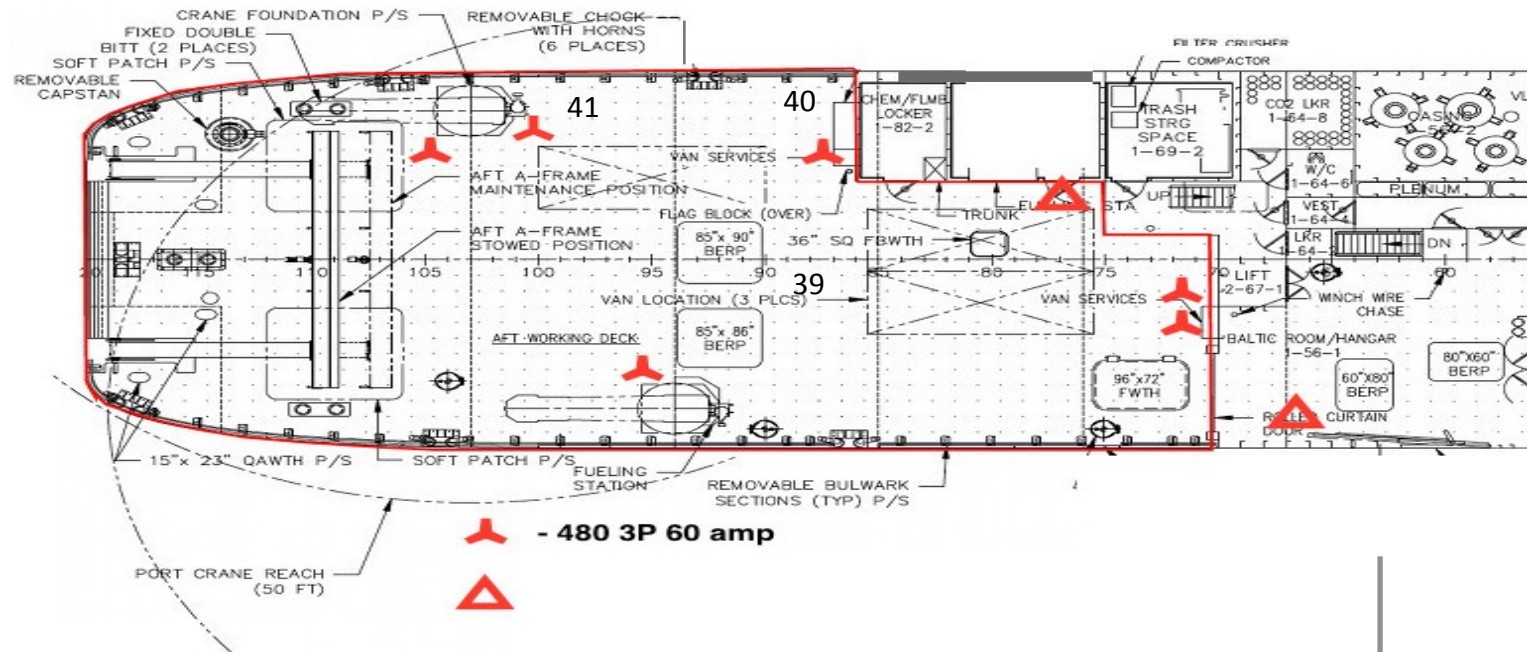 CRANE FOUNDATION P/S
REMOVABLE CHOCK
WITH HORNS
(6 PLACES)
FIXED DOUBLE
BITT (2 PLACES)
SOFT PATCH P/S
REMOVABLE
CAPSTAN
FILTER CRUSHER
COMPACTOR
41
40
CHEM/FLMB
LOCKER
1-82-2
TRASH
STRG
SPACE
1-69-2
CO2 LKR
1-64-8
CASING
VAN SERVICES
W/C
1-64-6
PLENUM
AFT A-FRAME
MAINTENANCE POSITION
FLAG BLOCK (OVER)
TRUNK
STA
UP
VEST
1-64-4
AFT A-FRAME
STOWED POSITION
85"x 90"
BERP
36" SQ FBWTH
LKR
DN
115
110
105
100
95
90
80
75
70
60
39
LIFT
2-67-1
VAN LOCATION (3 PLCS)
VAN SERVICES
WINCH WIRE
CHASE
AFT WORKING DECK
85"x 86"
BERP
BALTIC ROOM/HANGAR
1-56-1
96"x72"
FWTH
60"X80"
BERP
80"X60"
BERP
CURTAIN
DOOR
15"x 23" QAWTH P/S
SOFT PATCH P/S
FUELING
STATION
REMOVABLE BULWARK
SECTIONS (TYP) P/S
- 480 3P 60 amp
PORT CRANE REACH
(50 FT)